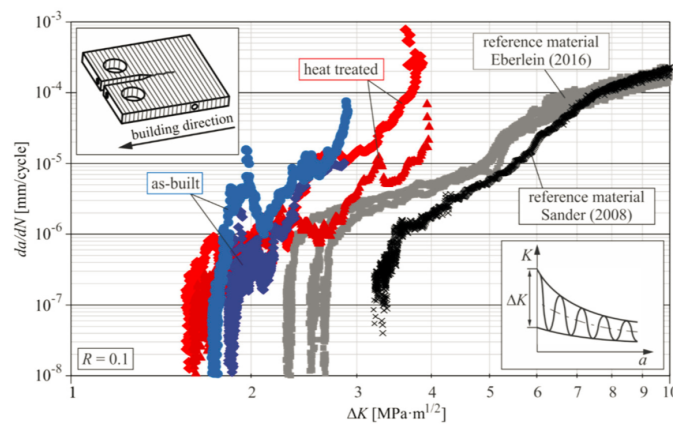 10-3
10-4
10-5
10-6
10-7
10-8
da/dN [mm/cycle]
building direction
heat treated
as-built
reference material
Eberlein (2016)
reference material
Sander (2008)
K
ΔK
a
R = 0.1
1
2
3
4
5
6
7
8
9
10
ΔK [MPa·m1/2]